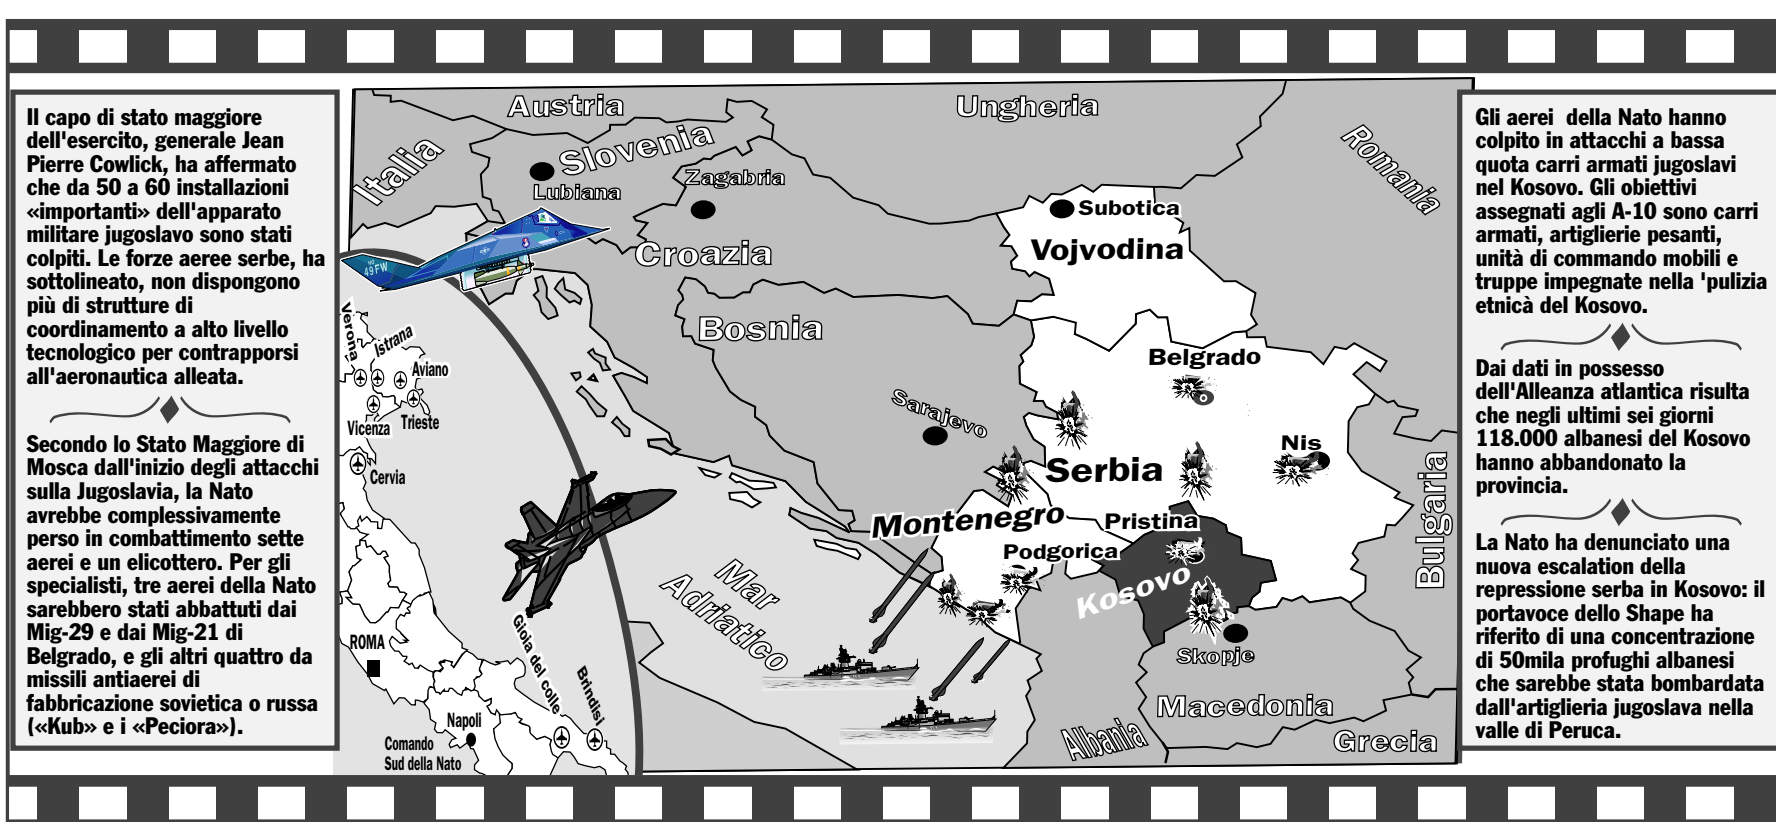 Il capo di stato maggiore
dell'esercito, generale Jean
Pierre Cowlick, ha affermato
che da 50 a 60 installazioni
«importanti» dell'apparato
militare jugoslavo sono stati
colpiti. Le forze aeree serbe, ha
sottolineato, non dispongono
più di strutture di
coordinamento a alto livello
tecnologico per contrapporsi
all'aeronautica alleata.
Secondo lo Stato Maggiore di
Mosca dall'inizio degli attacchi
sulla Jugoslavia, la Nato
avrebbe complessivamente
perso in combattimento sette
aerei e un elicottero. Per gli
specialisti, tre aerei della Nato
sarebbero stati abbattuti dai
Mig-29 e dai Mig-21 di
Belgrado, e gli altri quattro da
missili antiaerei di
fabbricazione sovietica o russa
(«Kub» e i «Peciora»).
Austria
Ungheria
Italia
Slovenia
Lubiana
Zagabria
Romania
Subotica
Vojvodina
Croazia
49FW
Bosnia
Verona
Istrana
Aviano
Vicenza
Trieste
Cervia
Belgrado
Sarajevo
Nis
Serbia
Montenegro
Pristina
Podgorica
Kosovo
Bulgaria
Mar
Adriatico
ROMA
Gioia del colle
Brindisi
Skopje
Napoli
Comando
Sud della Nato
Macedonia
Albania
Grecia
Gli aerei  della Nato hanno
colpito in attacchi a bassa
quota carri armati jugoslavi
nel Kosovo. Gli obiettivi
assegnati agli A-10 sono carri
armati, artiglierie pesanti,
unità di commando mobili e
truppe impegnate nella 'pulizia
etnicà del Kosovo.
Dai dati in possesso
dell'Alleanza atlantica risulta
che negli ultimi sei giorni
118.000 albanesi del Kosovo
hanno abbandonato la
provincia.
La Nato ha denunciato una
nuova escalation della
repressione serba in Kosovo: il
portavoce dello Shape ha
riferito di una concentrazione
di 50mila profughi albanesi
che sarebbe stata bombardata
dall'artiglieria jugoslava nella
valle di Peruca.